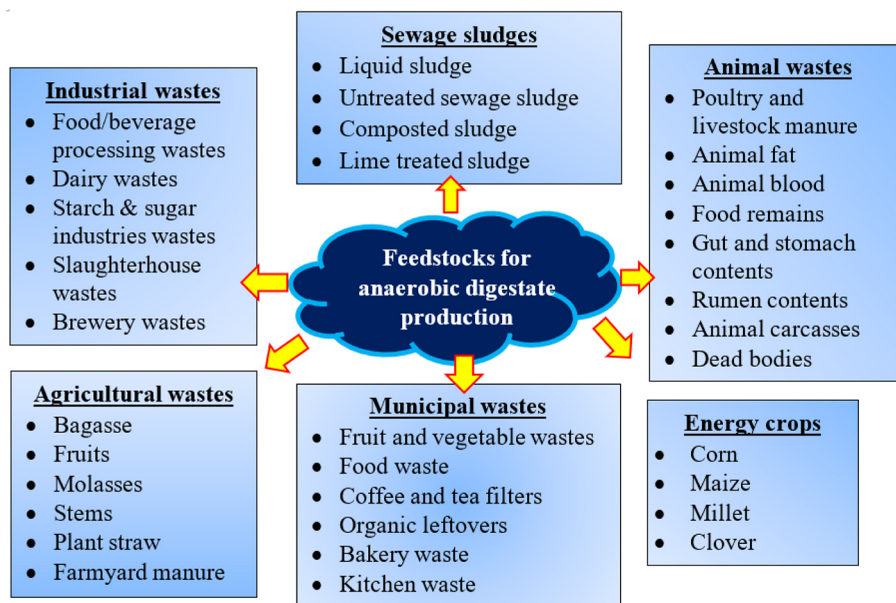 Sewage sludges
• Liquid sludge
• Untreated sewage sludge
• Composted sludge
• Lime treated sludge
Industrial wastes
• Food/beverage
processing wastes
• Dairy wastes
• Starch & sugar
industries wastes
• Slaughterhouse
wastes
• Brewery wastes
Animal wastes
• Poultry and
livestock manure
• Animal fat
• Animal blood
• Food remains
• Gut and stomach
contents
• Rumen contents
• Animal carcasses
• Dead bodies
Feedstocks for
anaerobic digestate
production
Agricultural wastes
• Bagasse
• Fruits
• Molasses
• Stems
• Plant straw
• Farmyard manure
Municipal wastes
• Fruit and vegetable wastes
• Food waste
• Coffee and tea filters
• Organic leftovers
• Bakery waste
• Kitchen waste
Energy crops
• Corn
• Maize
• Millet
• Clover